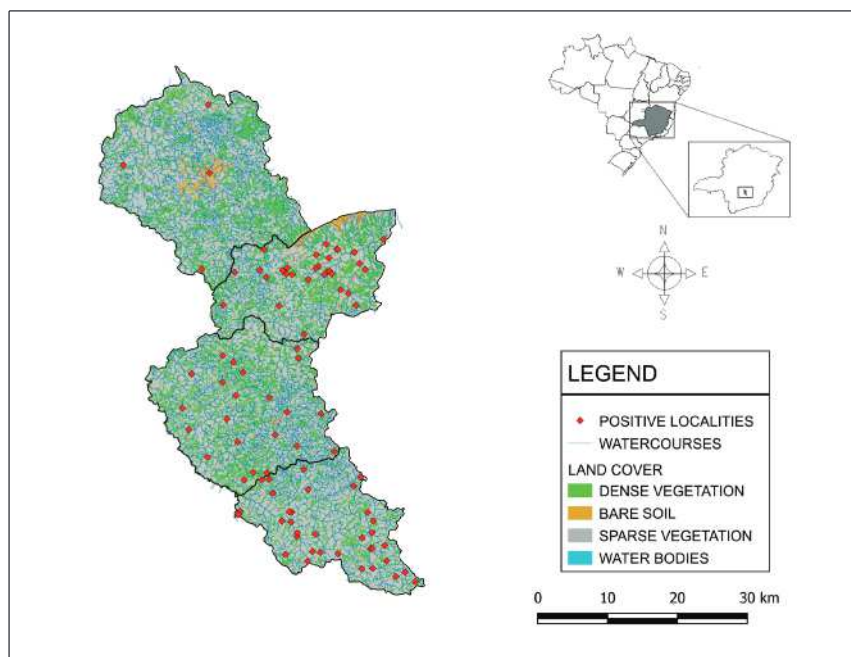 N
W
E
S
LEGEND
POSITIVE LOCALITIES
WATERCOURSES
LAND COVER
DENSE VEGETATION
BARE SOIL
SPARSE VEGETATION
WATER BODIES
0 10 20 30 km